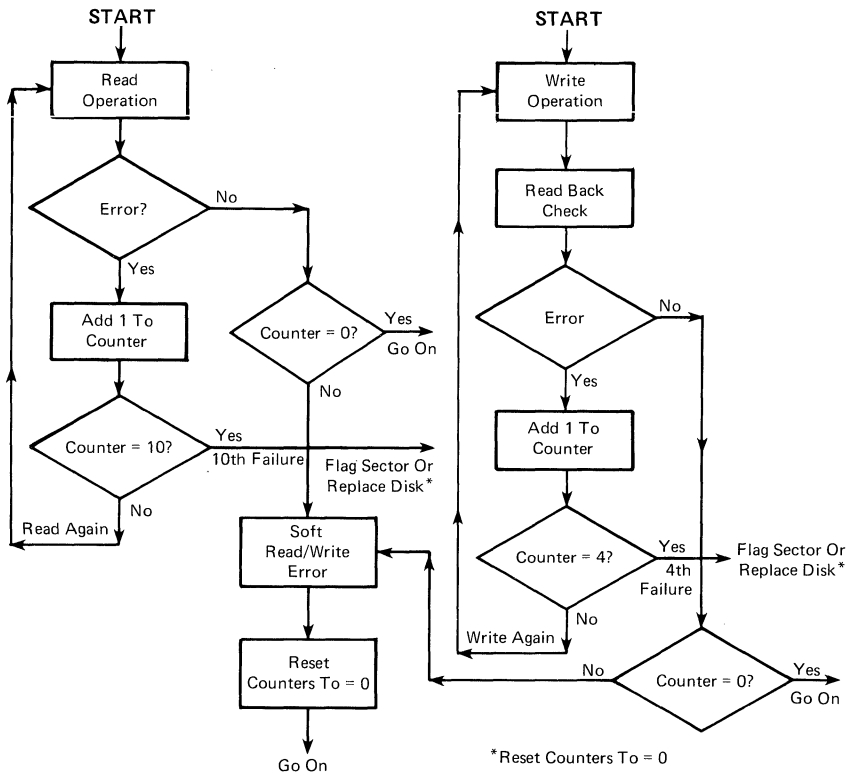 START
Read
Operation
Error?
No
Yes
Add 1 To
Counter
Counter = 0?
Yes
Go On
No
Counter = 10?
Yes
10th Failure
Flag Sector Or
Replace Disk*
No
Read Again
Soft
Read/Write
Error
Reset
Counters To = 0
Go On
START
Write
Operation
Read Back
Check
Error
No
Yes
Add 1 To
Counter
Counter = 4?
Yes
4th
Failure
Flag Sector Or
Replace Disk*
No
Write Again
No
Counter = 0?
Yes
Go On
*Reset Counters To = 0